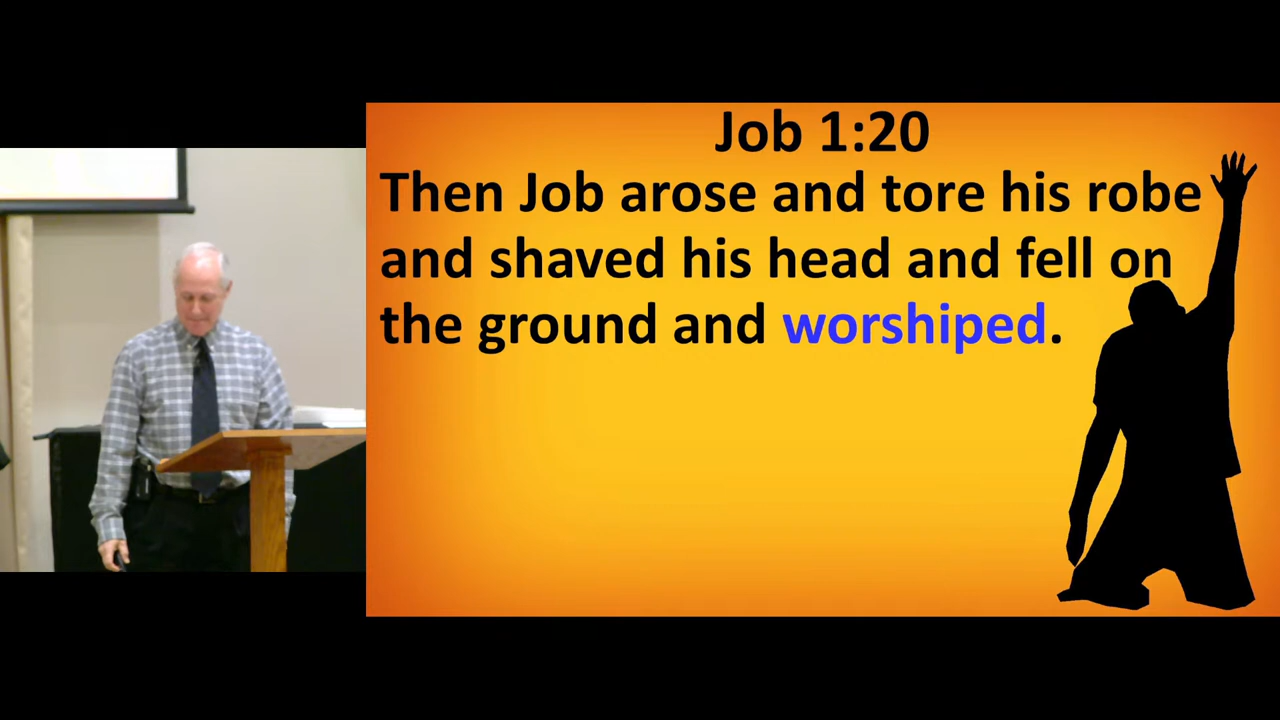 Job 1:20
Then Job arose and tore his robe
and shaved his head and fell on
the ground and worshiped.